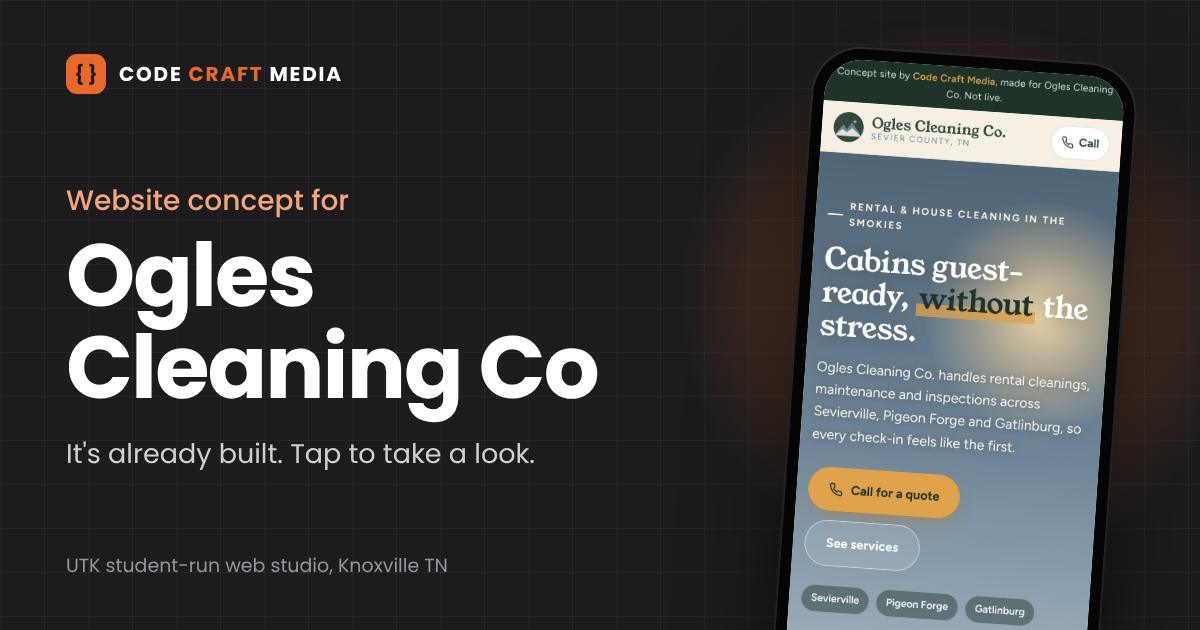 { } CODE CRAFT MEDIA
Website concept for
Ogles
Cleaning Co
It's already built. Tap to take a look.
UTK student-run web studio, Knoxville TN
Concept site by Code Craft Media, made for Ogles Cleaning
Co. Not live.
Ogles Cleaning Co.
SEVIER COUNTY, TN
Call
RENTAL & HOUSE CLEANING IN THE
SMOKIES
Cabins guest-
ready, without the
stress.
Ogles Cleaning Co. handles rental cleanings,
maintenance and inspections across
Sevierville, Pigeon Forge and Gatlinburg, so
every check-in feels like the first.
Call for a quote
See services
Sevierville
Pigeon Forge
Gatlinburg